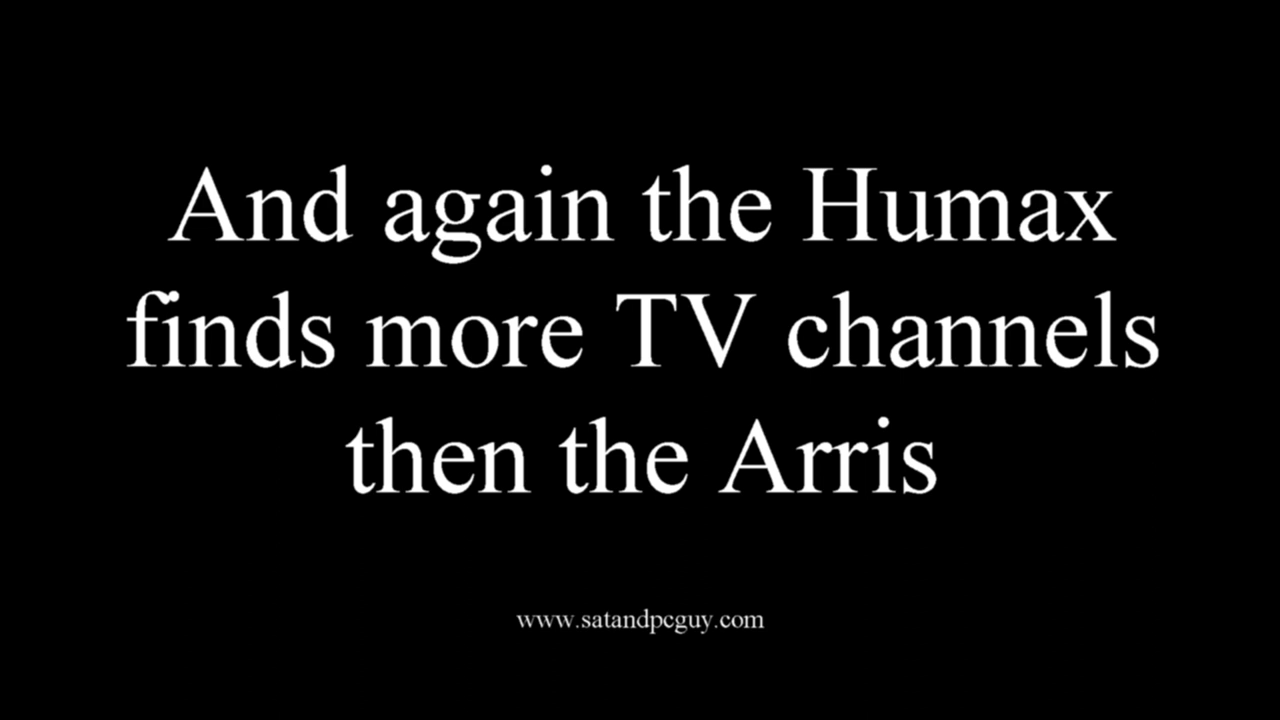 And again the Humax
finds more TV channels
then the Arris
www.satandpcguy.com